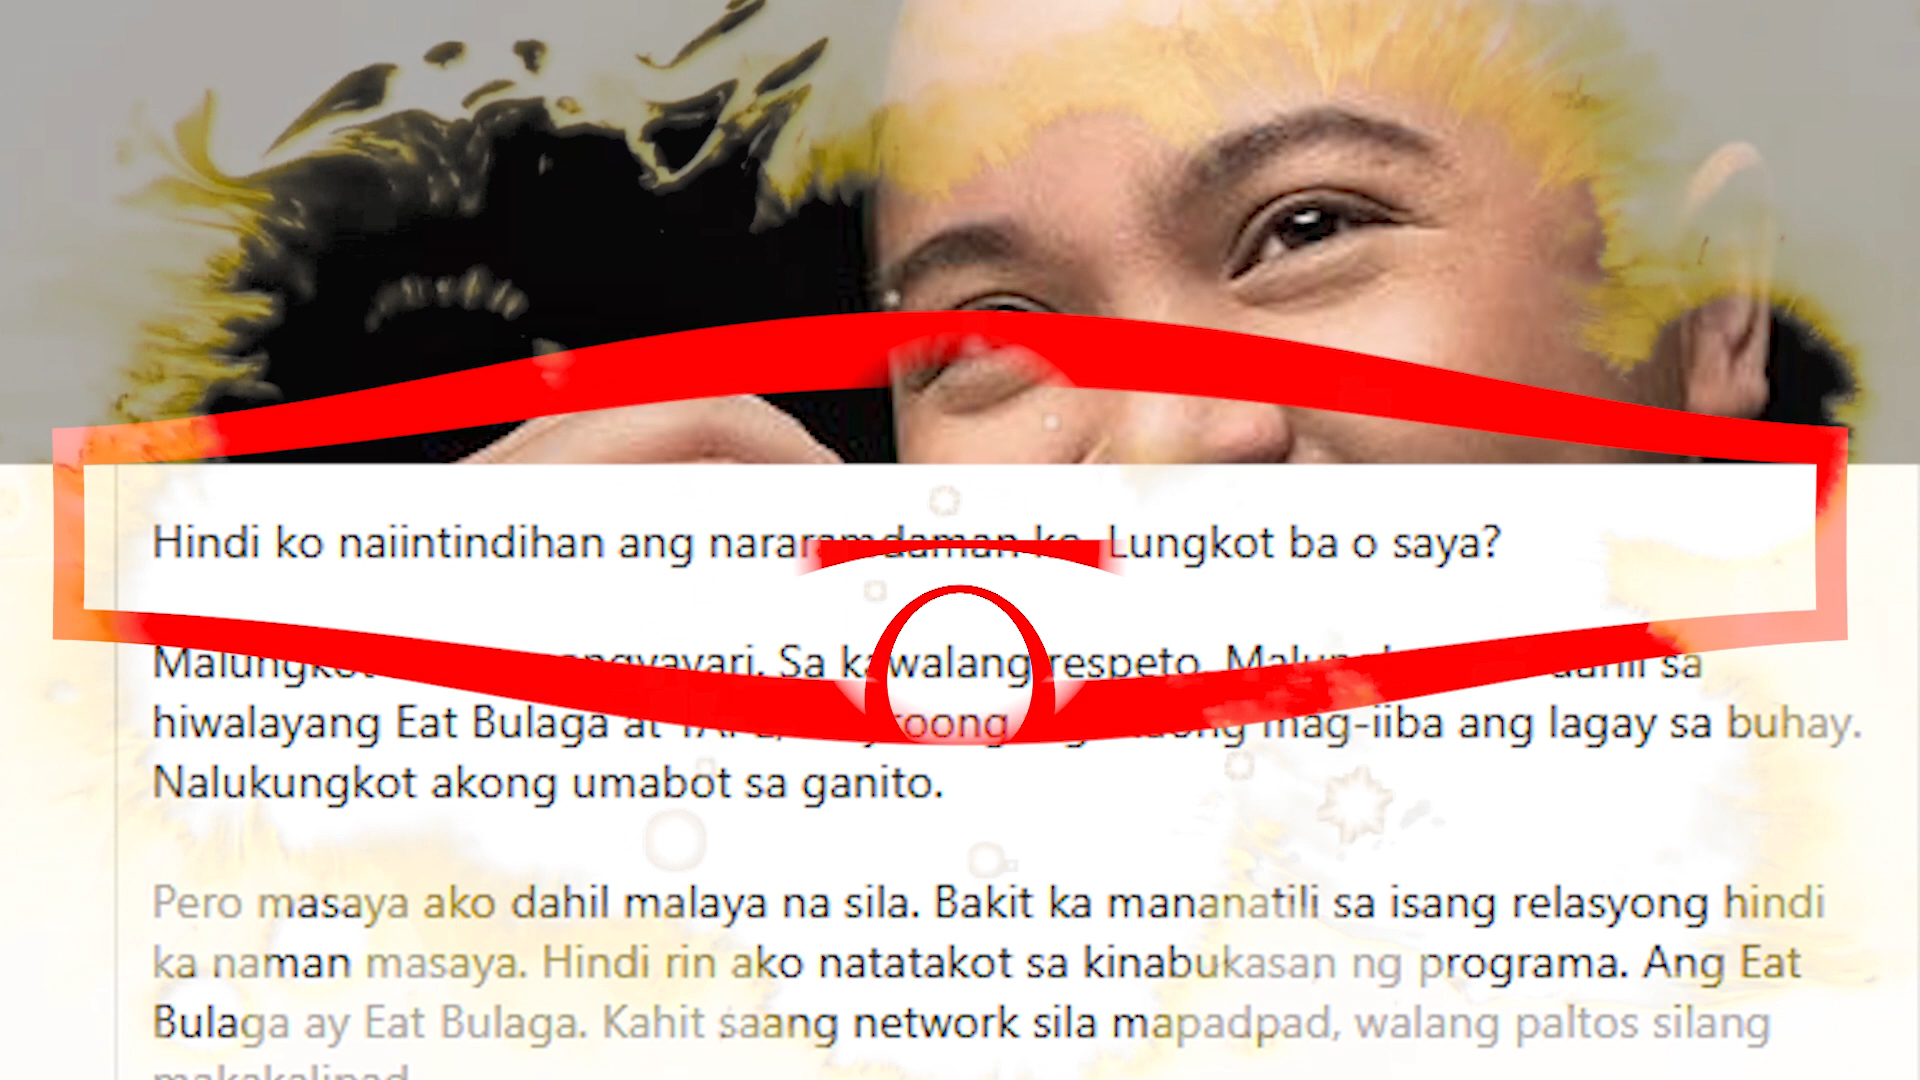 Hindi ko naiintindihan ang nararamdaman ko. Lungkot ba o saya?
Sa kawalang respeto. sa
hiwalayang Eat Bulaga at mag-iiba ang lagay sa buhay.
Nalukungkot akong umabot sa ganito.
Pero masaya ako dahil malaya na sila. Bakit ka mananatili sa isang relasyong hindi
ka naman masaya. Hindi rin ako natatakot sa kinabukasan ng programa. Ang Eat
Bulaga ay Eat Bulaga. Kahit saang network sila mapadpad, walang paltos silang